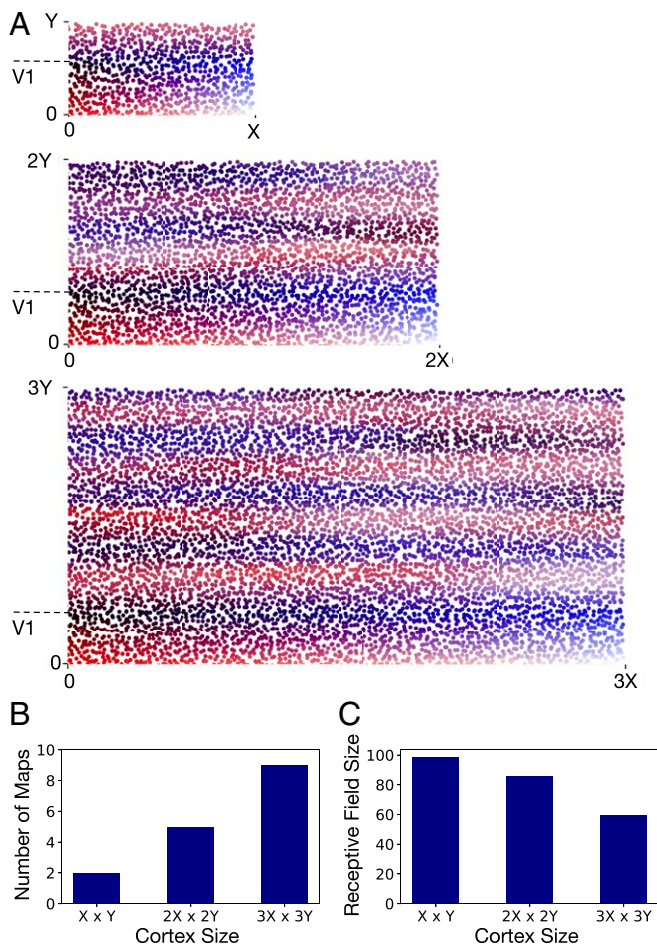 A
Y
V1
0
0 X
2Y
V1
0
0 2X
3Y
V1
0
0 3X
B
Number of Maps
10
8
6
4
2
0
X x Y 2X x 2Y 3X x 3Y
Cortex Size
C
Receptive Field Size
100
80
60
40
20
0
X x Y 2X x 2Y 3X x 3Y
Cortex Size